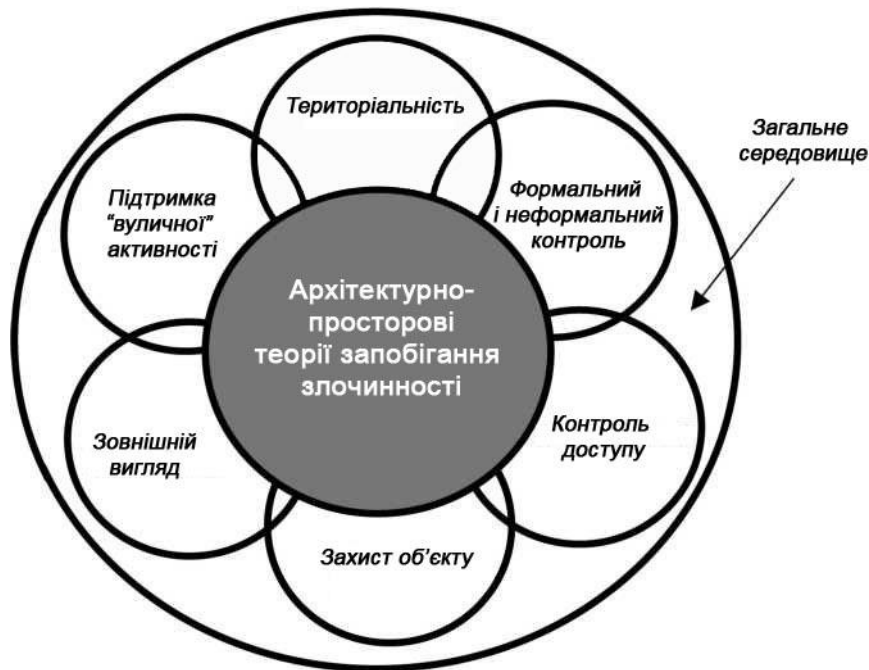 Територіальність
Загальне
середовище
Підтримка
“вуличної”
активності
Формальний
і неформальний
контроль
Архітектурно-
просторові
теорії запобігання
злочинності
Зовнішній
вигляд
Контроль
доступу
Захист об’єкту